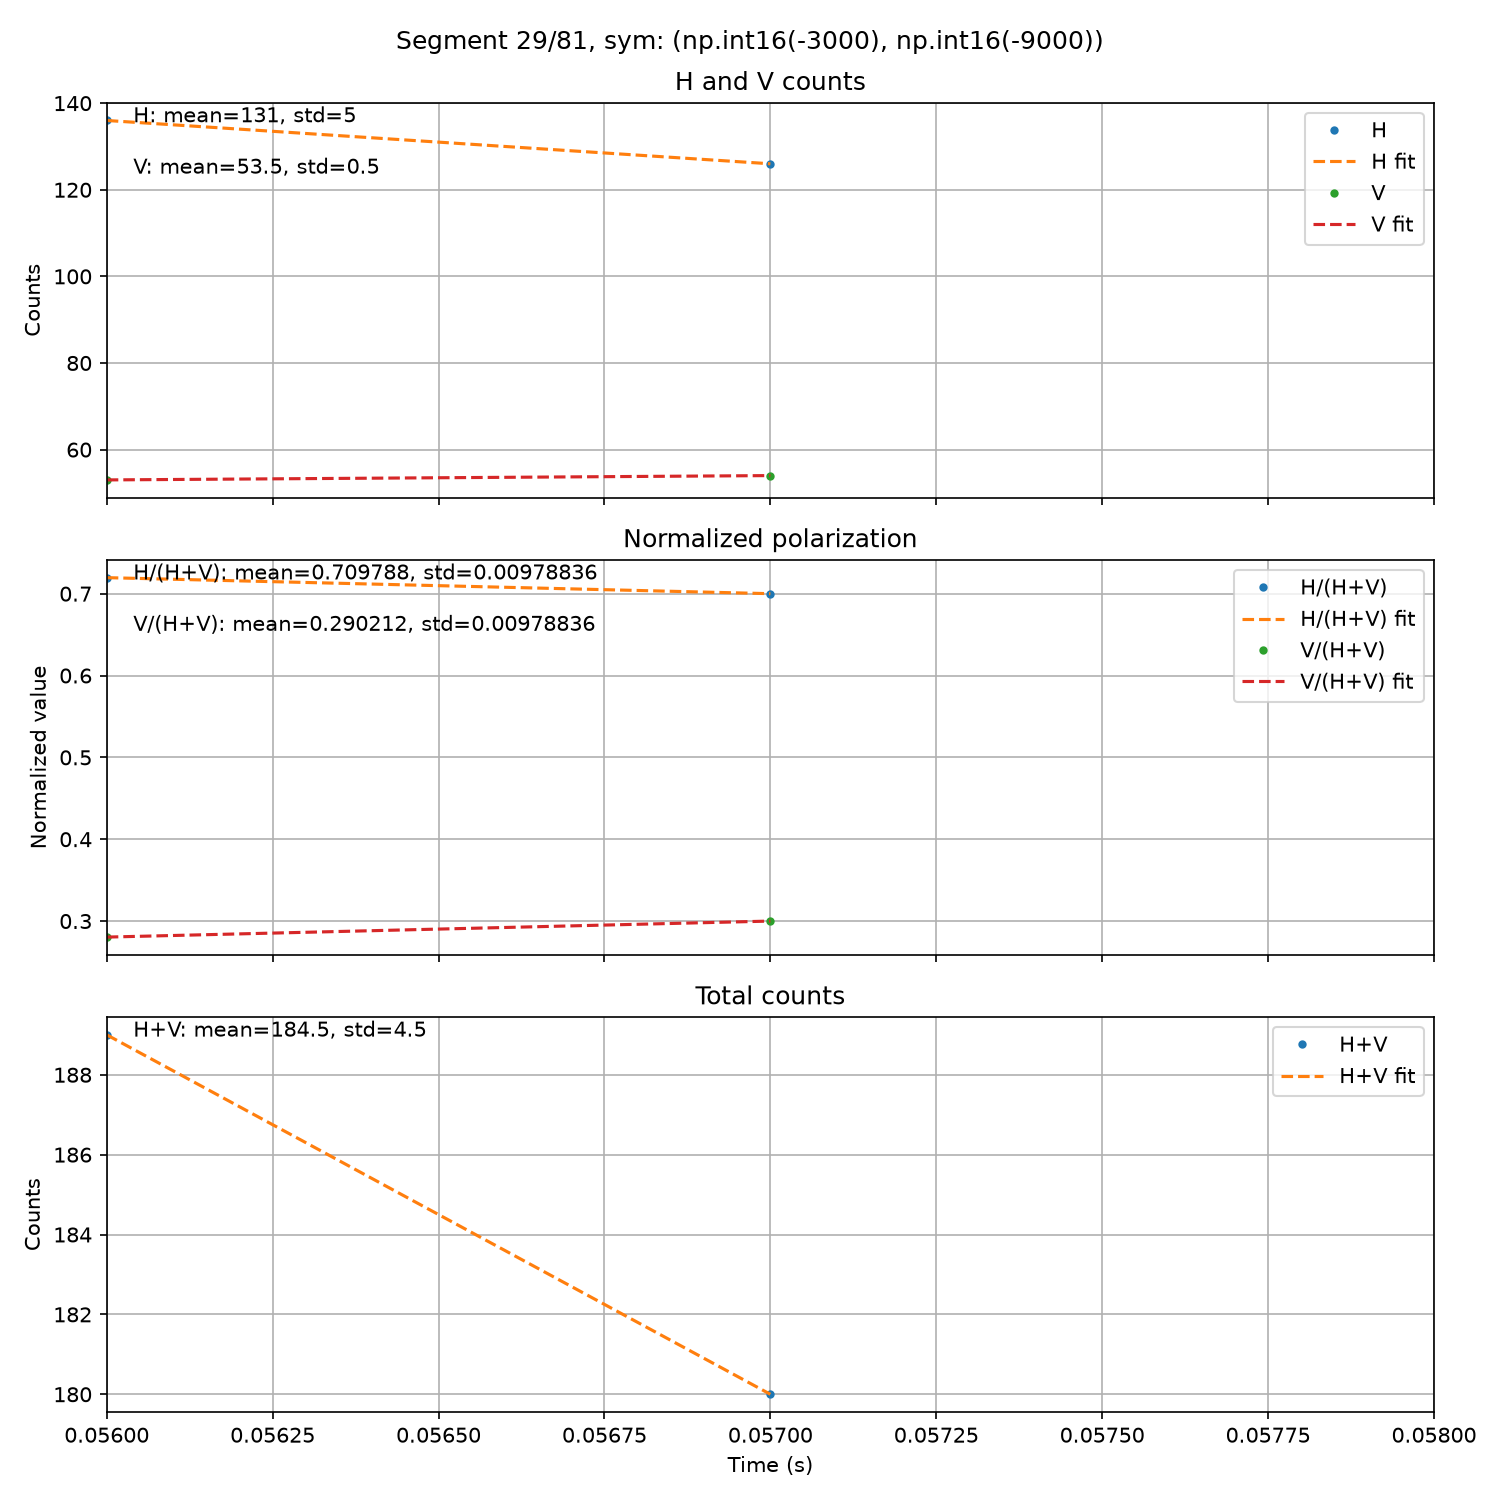 Segment 29/81, sym: (np.int16(-3000), np.int16(-9000))
H and V counts
140
120
100
80
60
Counts
H: mean=131, std=5
V: mean=53.5, std=0.5
H
H fit
V
V fit
Normalized polarization
0.7
0.6
0.5
0.4
0.3
Normalized value
H/(H+V): mean=0.709788, std=0.00978836
V/(H+V): mean=0.290212, std=0.00978836
H/(H+V)
H/(H+V) fit
V/(H+V)
V/(H+V) fit
Total counts
188
186
184
182
180
Counts
H+V: mean=184.5, std=4.5
H+V
H+V fit
0.05600 0.05625 0.05650 0.05675 0.05700 0.05725 0.05750 0.05775 0.05800
Time (s)